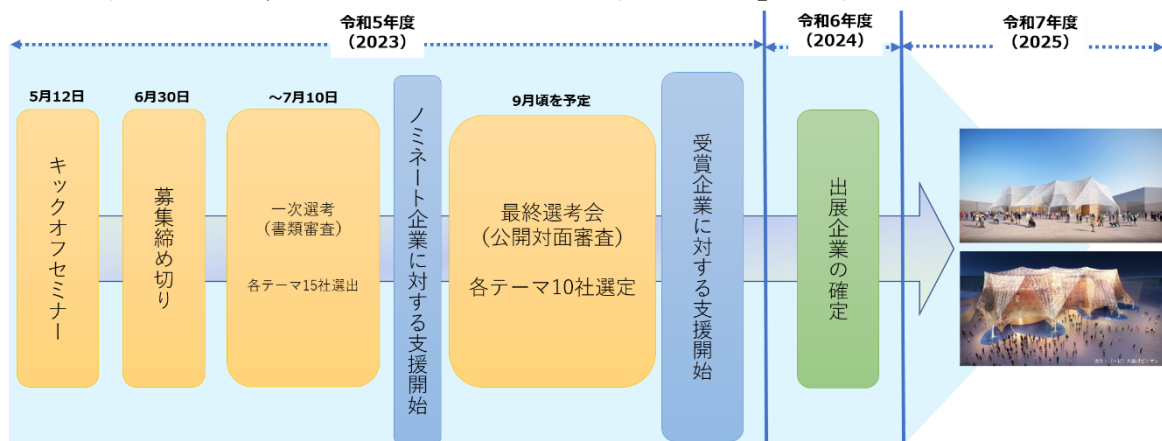 令和5年度
（2023）
令和6年度
（2024）
令和7年度
（2025）
5月12日
キックオフセミナー
6月30日
募集締め切り
～7月10日
一次選考
（書類審査）
各テーマ15社選出
ノミネート企業に対する支援開始
9月頃を予定
最終選考会
（公開対面審査）
各テーマ10社選定
受賞企業に対する支援開始
出展企業の確定